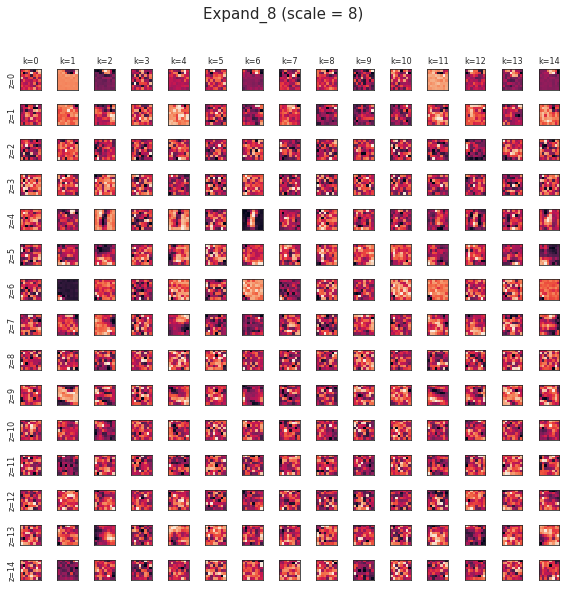 Expand_8 (scale = 8)
k=0 k=1 k=2 k=3 k=4 k=5 k=6 k=7 k=8 k=9 k=10 k=11 k=12 k=13 k=14
z=0
z=1
z=2
z=3
z=4
z=5
z=6
z=7
z=8
z=9
z=10
z=11
z=12
z=13
z=14